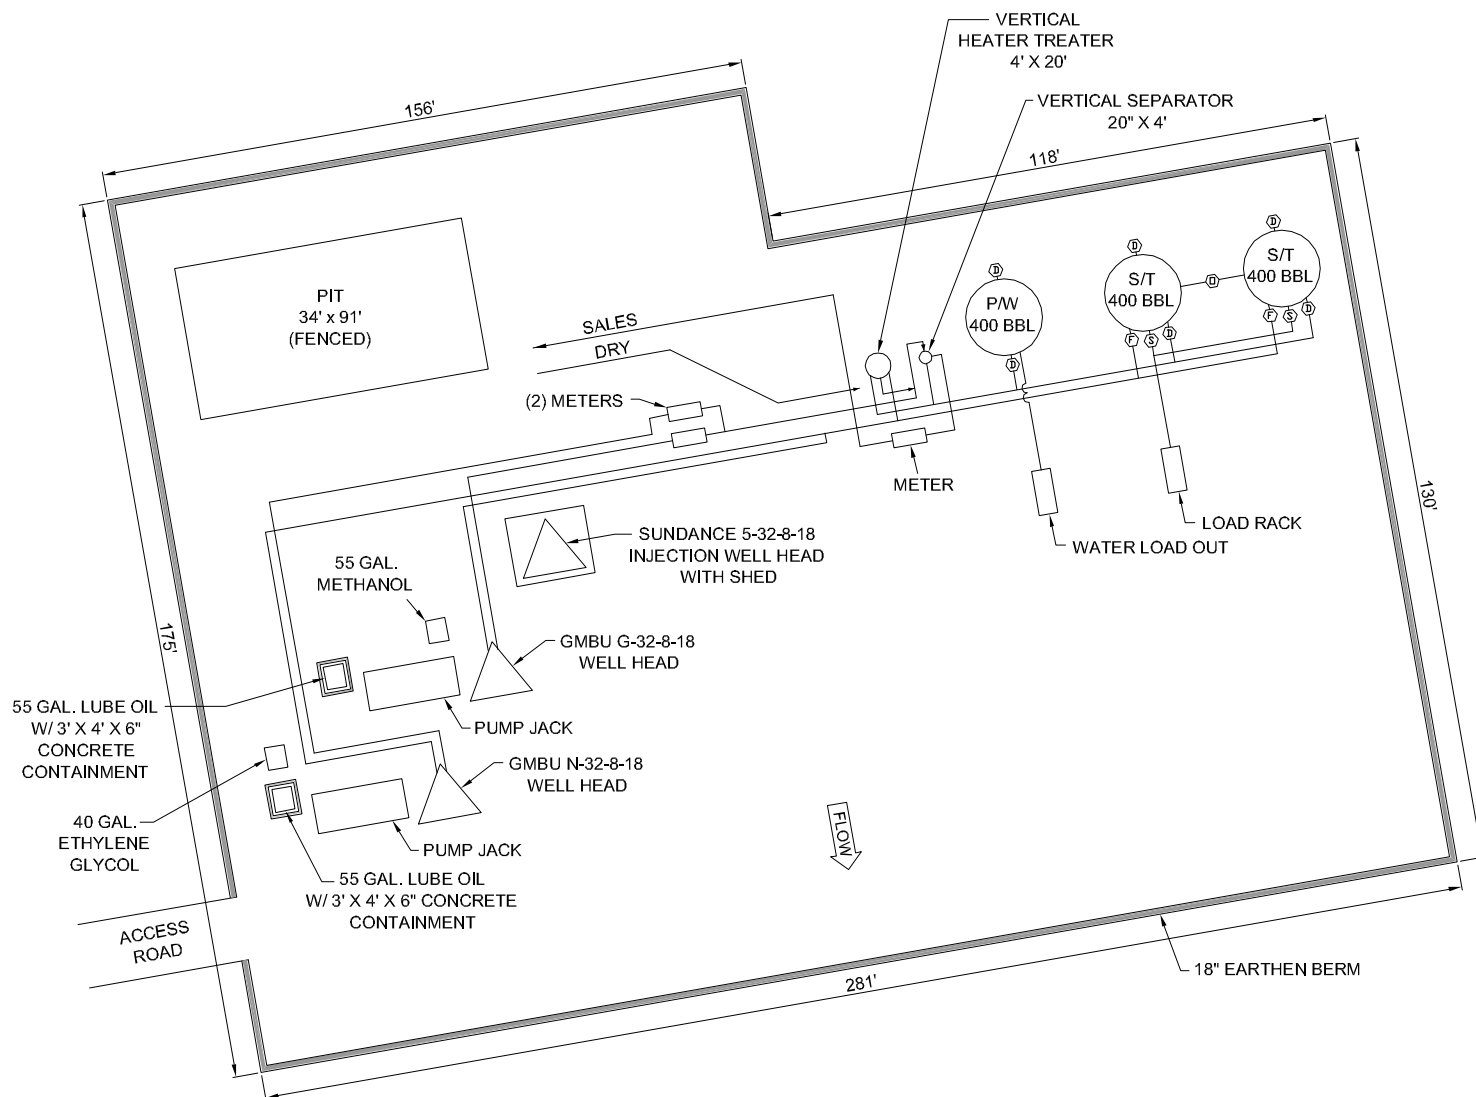 VERTICAL
HEATER TREATER
4' X 20'
VERTICAL SEPARATOR
20" X 4'
156'
118'
PIT
34' x 91'
(FENCED)
SALES
DRY
(2) METERS
METER
D
P/W
400 BBL
D
D
S/T
400 BBL
F
S
D
O
D
S/T
400 BBL
F
S
D
WATER LOAD OUT
LOAD RACK
130'
SUNDANCE 5-32-8-18
INJECTION WELL HEAD
WITH SHED
55 GAL.
METHANOL
GMBU G-32-8-18
WELL HEAD
175'
55 GAL. LUBE OIL
W/ 3' X 4' X 6"
CONCRETE
CONTAINMENT
PUMP JACK
GMBU N-32-8-18
WELL HEAD
40 GAL.
ETHYLENE
GLYCOL
PUMP JACK
55 GAL. LUBE OIL
W/ 3' X 4' X 6" CONCRETE
CONTAINMENT
FLOW
ACCESS
ROAD
281'
18" EARTHEN BERM